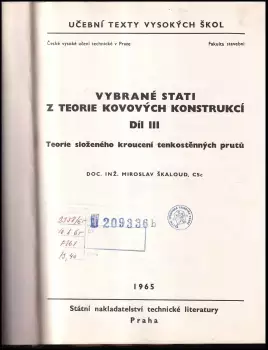 UČEBNÍ TEXTY VYSOKÝCH ŠKOL
České vysoké učení technické v Praze Fakulta stavební
VYBRANÉ STATI
Z TEORIE KOVOVÝCH KONSTRUKCÍ
Díl III
Teorie složeného kroucení tenkostěnných prutů
DOC. INŽ. MIROSLAV ŠKALOUD, CSc
209336
1965
Státní nakladatelství technické literatury
Praha